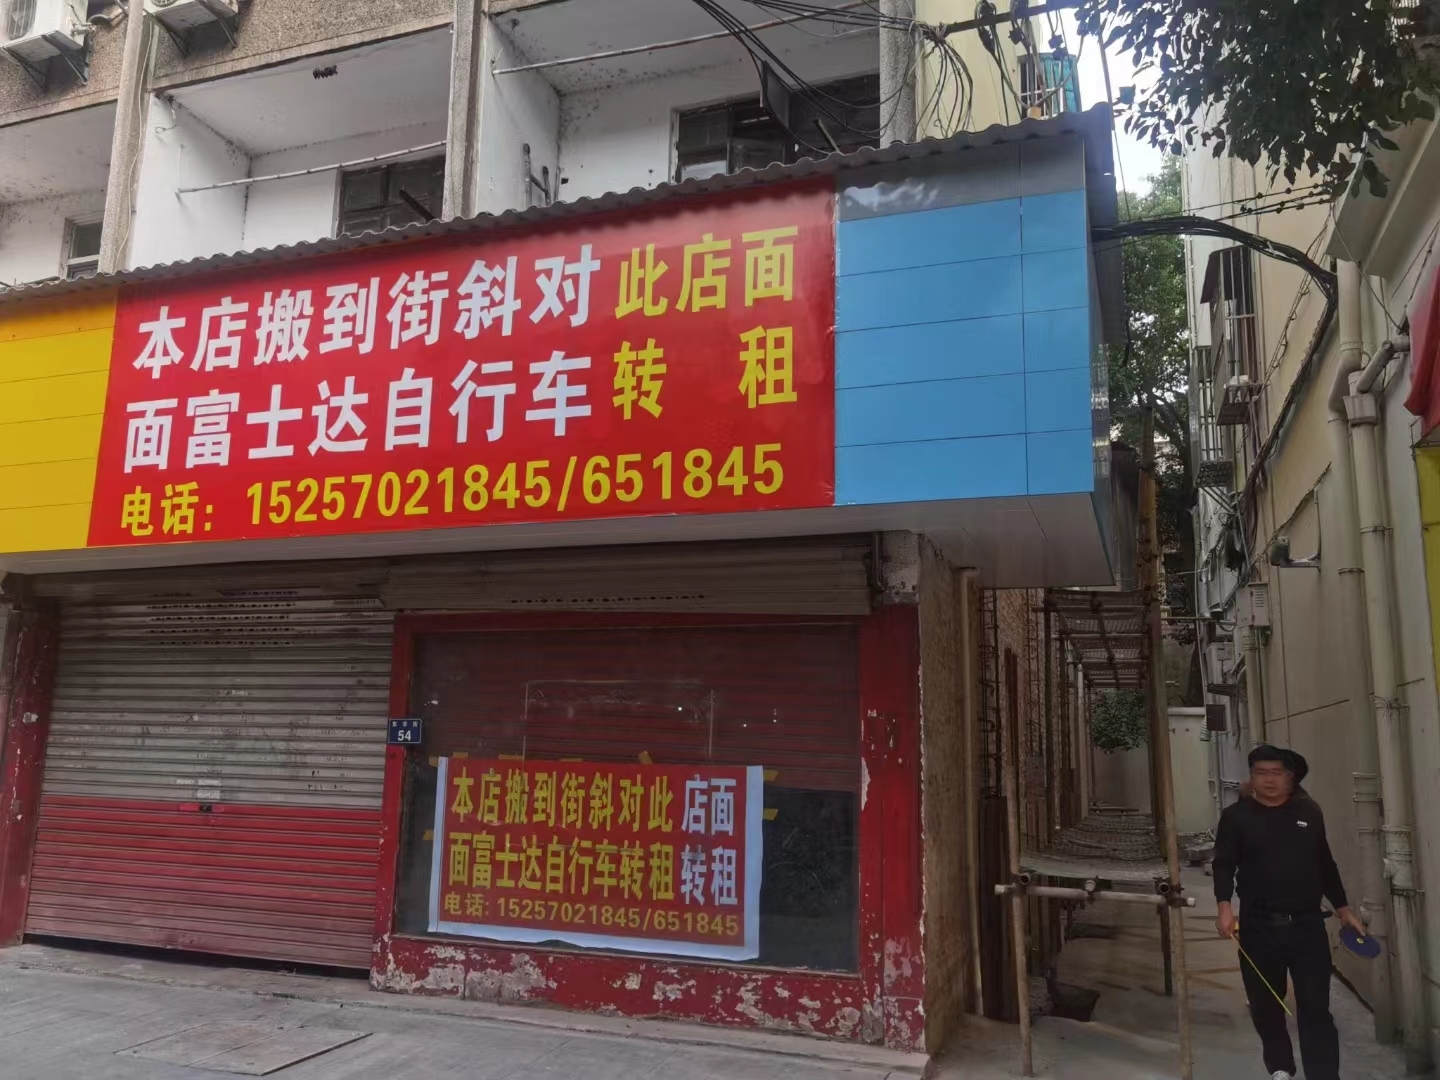 本店搬到街斜对 此店面
面富士达自行车 转 租
电话：15257021845/651845
54
本店搬到街斜对此 店面
面富士达自行车转租 转租
电话:15257021845/651845